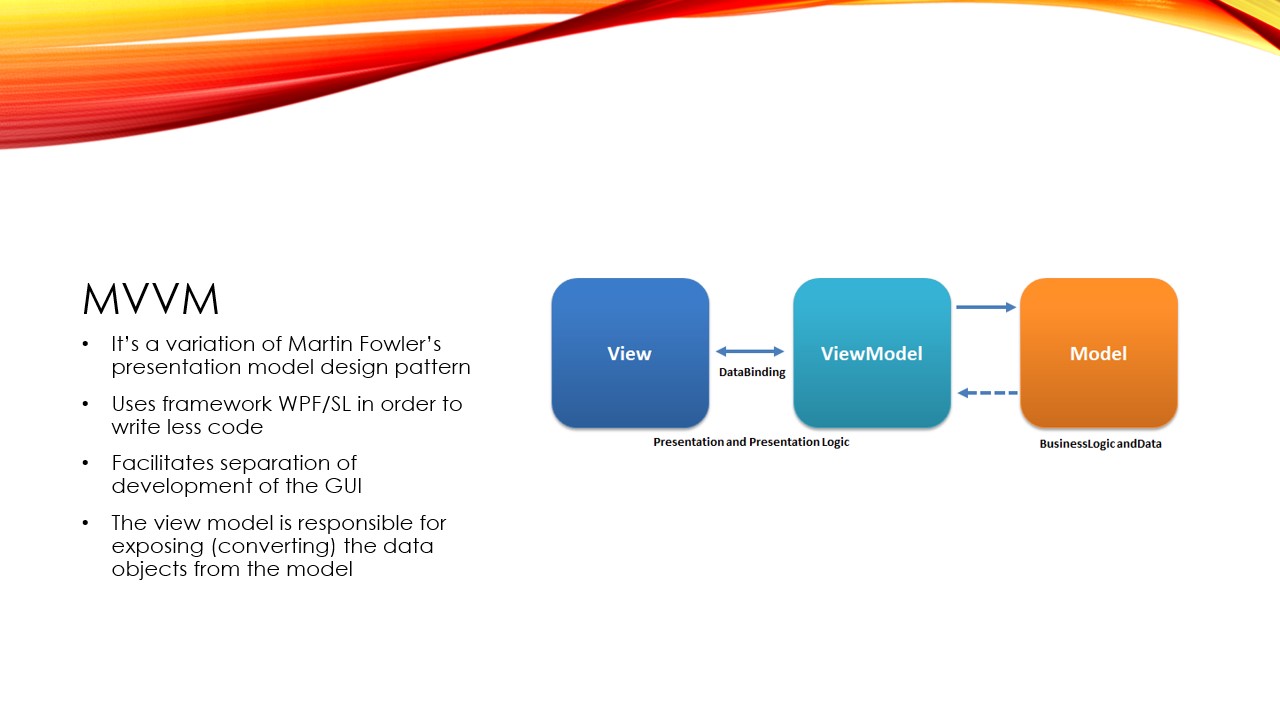 MVVM
• It’s a variation of Martin Fowler’s
presentation model design pattern
• Uses framework WPF/SL in order to
write less code
• Facilitates separation of
development of the GUI
• The view model is responsible for
exposing (converting) the data
objects from the model
View
ViewModel
Model
DataBinding
Presentation and Presentation Logic
BusinessLogic andData